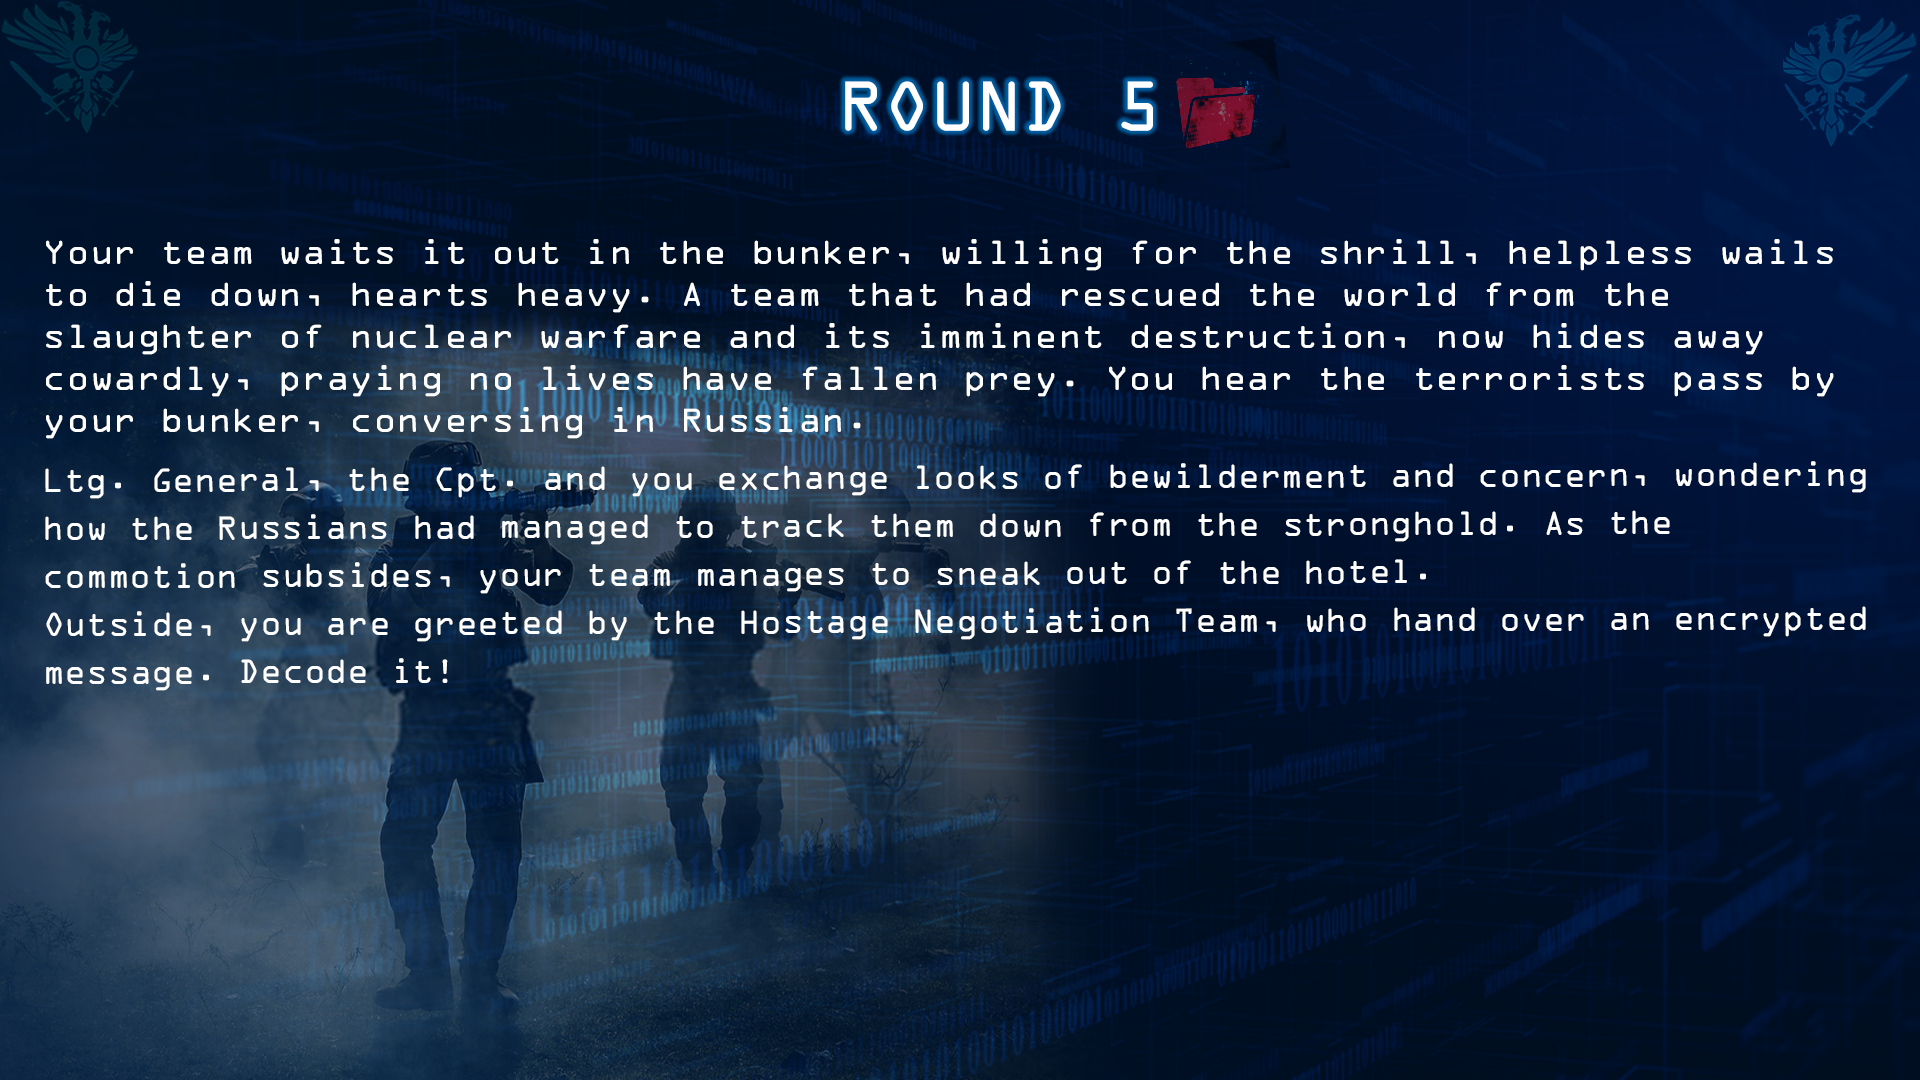 ROUND 5
Your team waits it out in the bunker, willing for the shrill, helpless wails
to die down, hearts heavy. A team that had rescued the world from the
slaughter of nuclear warfare and its imminent destruction, now hides away
cowardly, praying no lives have fallen prey. You hear the terrorists pass by
your bunker, conversing in Russian.
Ltg. General, the Cpt. and you exchange looks of bewilderment and concern, wondering
how the Russians had managed to track them down from the stronghold. As the
commotion subsides, your team manages to sneak out of the hotel.
Outside, you are greeted by the Hostage Negotiation Team, who hand over an encrypted
message. Decode it!